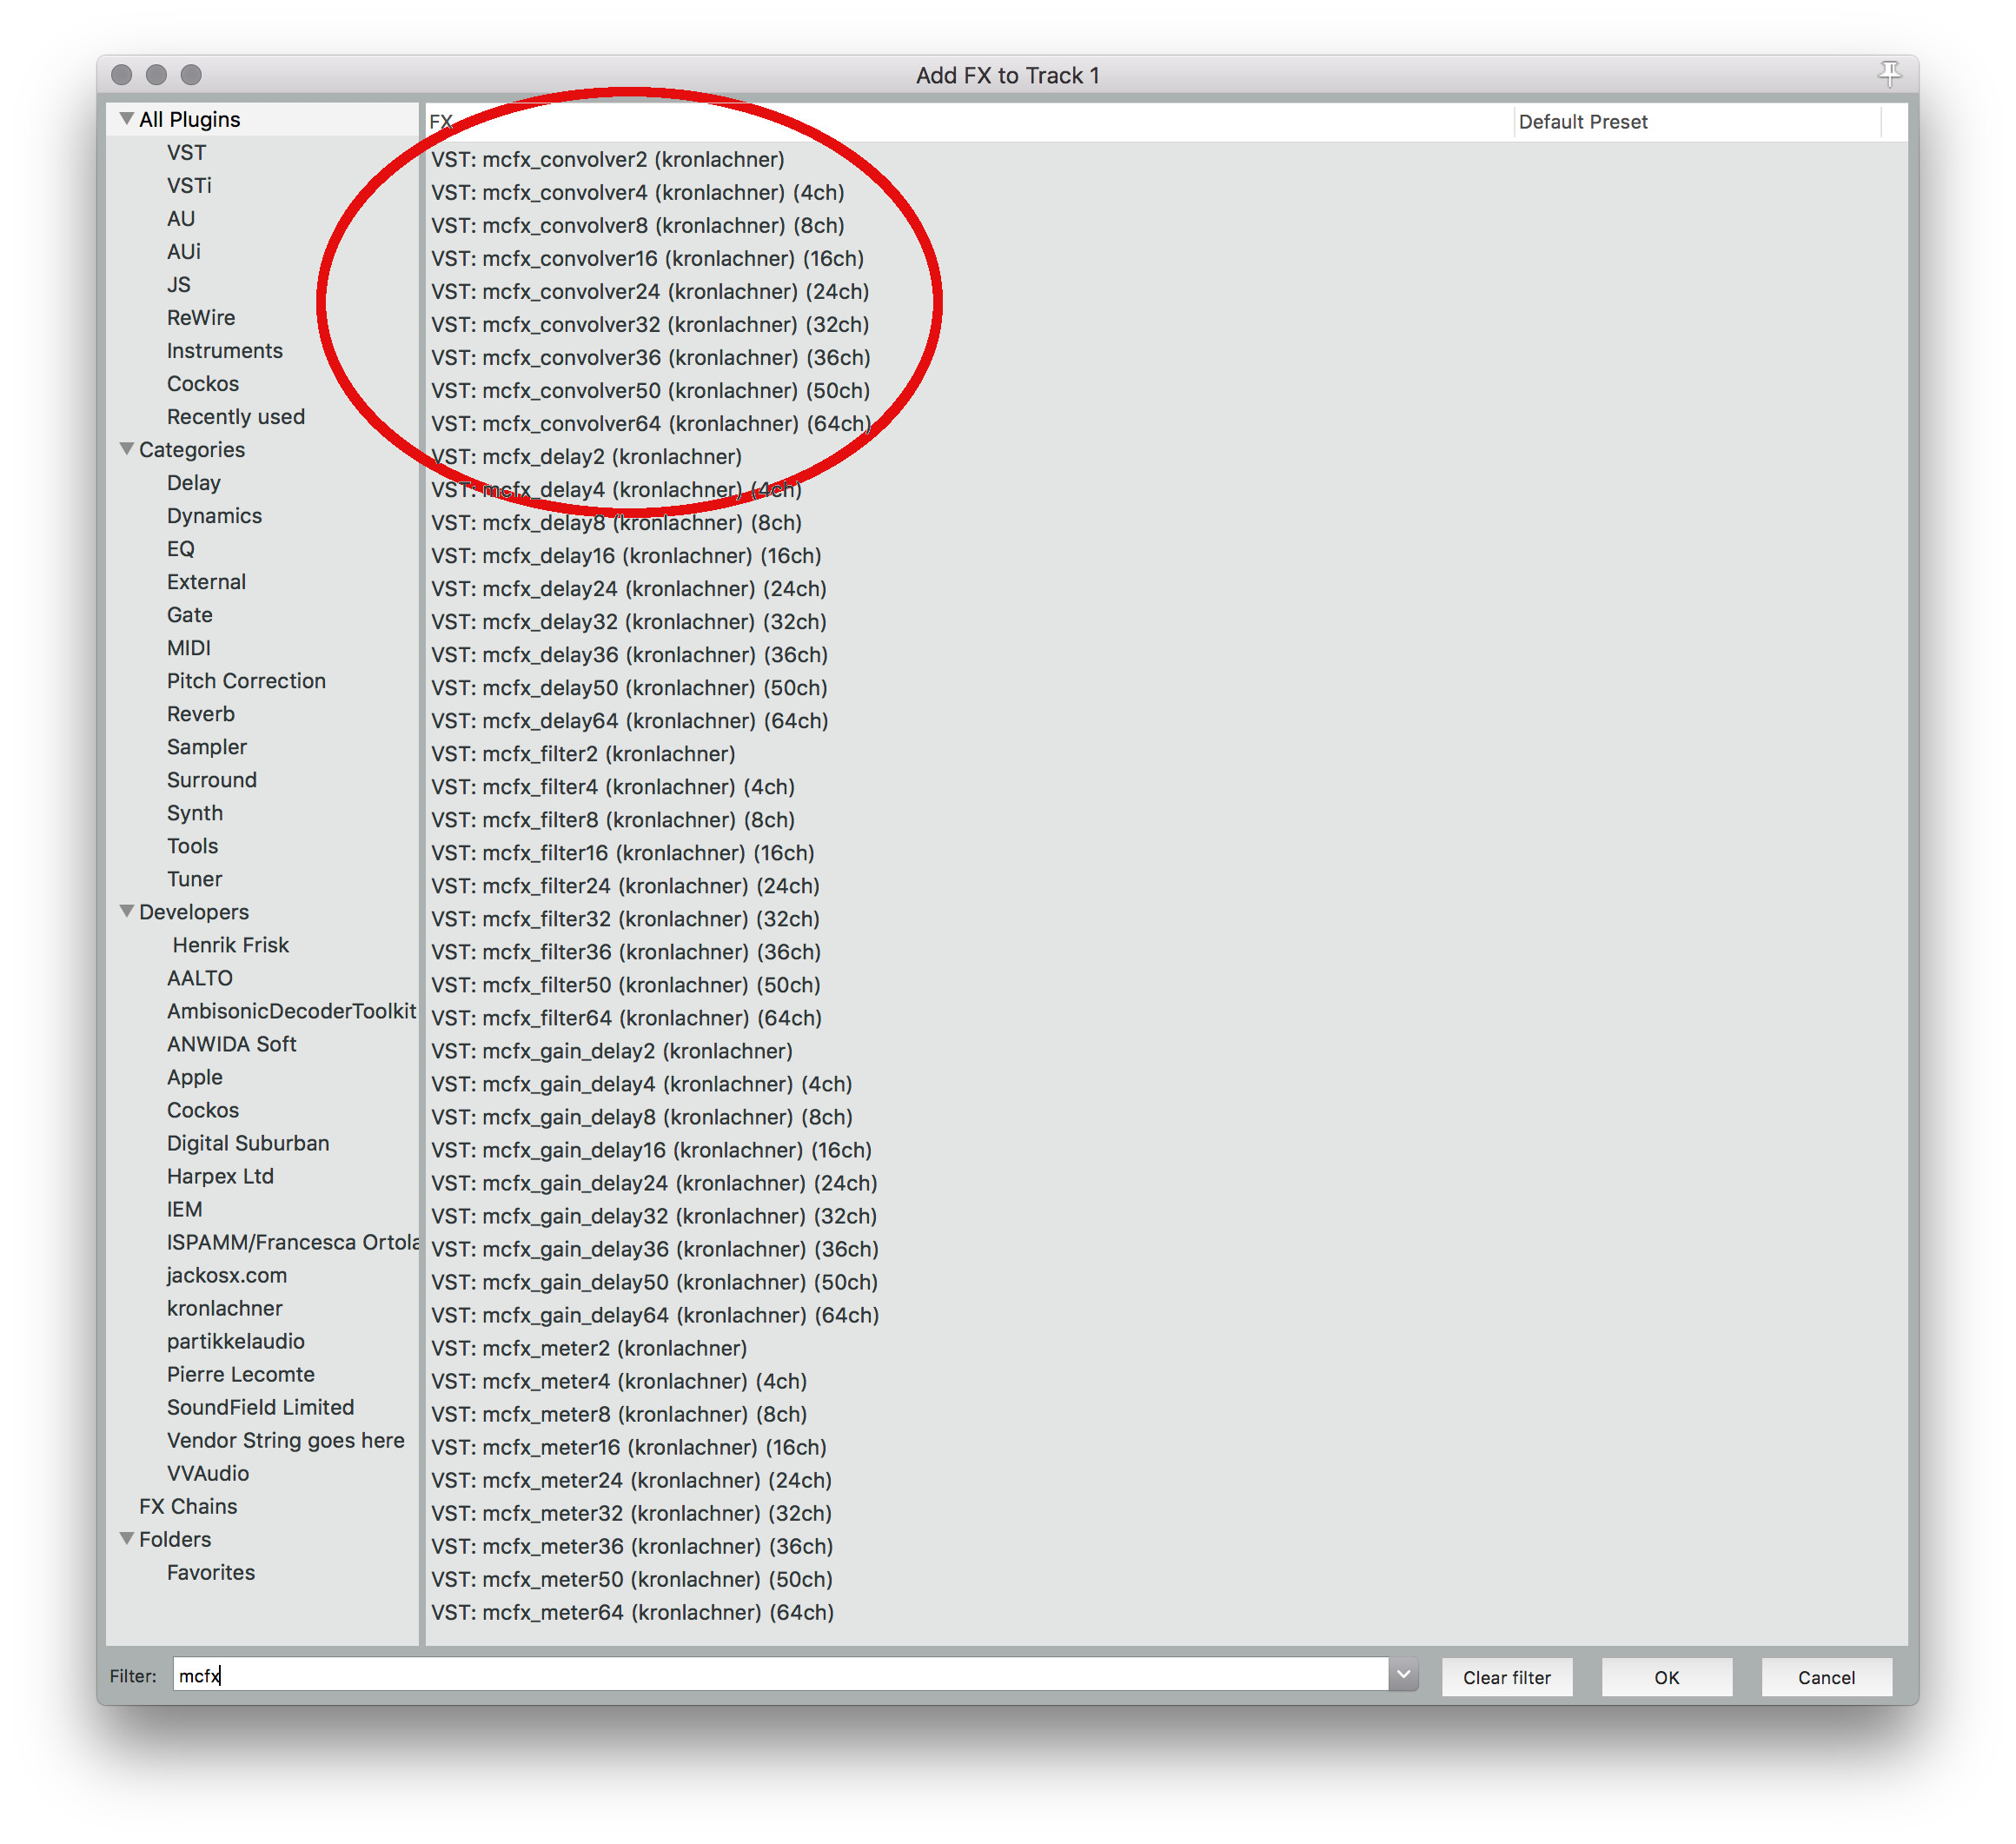 Add FX to Track 1
All Plugins
VST
VSTi
AU
AUi
JS
ReWire
Instruments
Cockos
Recently used
Categories
Delay
Dynamics
EQ
External
Gate
MIDI
Pitch Correction
Reverb
Sampler
Surround
Synth
Tools
Tuner
Developers
Henrik Frisk
AALTO
AmbisonicDecoderToolkit
ANWIDA Soft
Apple
Cockos
Digital Suburban
Harpex Ltd
IEM
ISPAMM/Francesca Ortola
jackosx.com
kronlachner
partikkelaudio
Pierre Lecomte
SoundField Limited
Vendor String goes here
VVAudio
FX Chains
Folders
Favorites
FX Default Preset
VST: mcfx_convolver2 (kronlachner)
VST: mcfx_convolver4 (kronlachner) (4ch)
VST: mcfx_convolver8 (kronlachner) (8ch)
VST: mcfx_convolver16 (kronlachner) (16ch)
VST: mcfx_convolver24 (kronlachner) (24ch)
VST: mcfx_convolver32 (kronlachner) (32ch)
VST: mcfx_convolver36 (kronlachner) (36ch)
VST: mcfx_convolver50 (kronlachner) (50ch)
VST: mcfx_convolver64 (kronlachner) (64ch)
VST: mcfx_delay2 (kronlachner)
VST: mcfx_delay4 (kronlachner) (4ch)
VST: mcfx_delay8 (kronlachner) (8ch)
VST: mcfx_delay16 (kronlachner) (16ch)
VST: mcfx_delay24 (kronlachner) (24ch)
VST: mcfx_delay32 (kronlachner) (32ch)
VST: mcfx_delay36 (kronlachner) (36ch)
VST: mcfx_delay50 (kronlachner) (50ch)
VST: mcfx_delay64 (kronlachner) (64ch)
VST: mcfx_filter2 (kronlachner)
VST: mcfx_filter4 (kronlachner) (4ch)
VST: mcfx_filter8 (kronlachner) (8ch)
VST: mcfx_filter16 (kronlachner) (16ch)
VST: mcfx_filter24 (kronlachner) (24ch)
VST: mcfx_filter32 (kronlachner) (32ch)
VST: mcfx_filter36 (kronlachner) (36ch)
VST: mcfx_filter50 (kronlachner) (50ch)
VST: mcfx_filter64 (kronlachner) (64ch)
VST: mcfx_gain_delay2 (kronlachner)
VST: mcfx_gain_delay4 (kronlachner) (4ch)
VST: mcfx_gain_delay8 (kronlachner) (8ch)
VST: mcfx_gain_delay16 (kronlachner) (16ch)
VST: mcfx_gain_delay24 (kronlachner) (24ch)
VST: mcfx_gain_delay32 (kronlachner) (32ch)
VST: mcfx_gain_delay36 (kronlachner) (36ch)
VST: mcfx_gain_delay50 (kronlachner) (50ch)
VST: mcfx_gain_delay64 (kronlachner) (64ch)
VST: mcfx_meter2 (kronlachner)
VST: mcfx_meter4 (kronlachner) (4ch)
VST: mcfx_meter8 (kronlachner) (8ch)
VST: mcfx_meter16 (kronlachner) (16ch)
VST: mcfx_meter24 (kronlachner) (24ch)
VST: mcfx_meter32 (kronlachner) (32ch)
VST: mcfx_meter36 (kronlachner) (36ch)
VST: mcfx_meter50 (kronlachner) (50ch)
VST: mcfx_meter64 (kronlachner) (64ch)
Filter: mcfx Clear filter OK Cancel